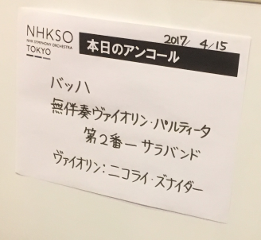 NHKSO
NHK SYMPHONY ORCHESTRA
TOKYO
2017/ 4/15
本日のアンコール
バッハ
無伴奏ヴァイオリン・パルティータ
第2番ー サラバンド
ヴァイオリン:ニコライ・ズナイダー